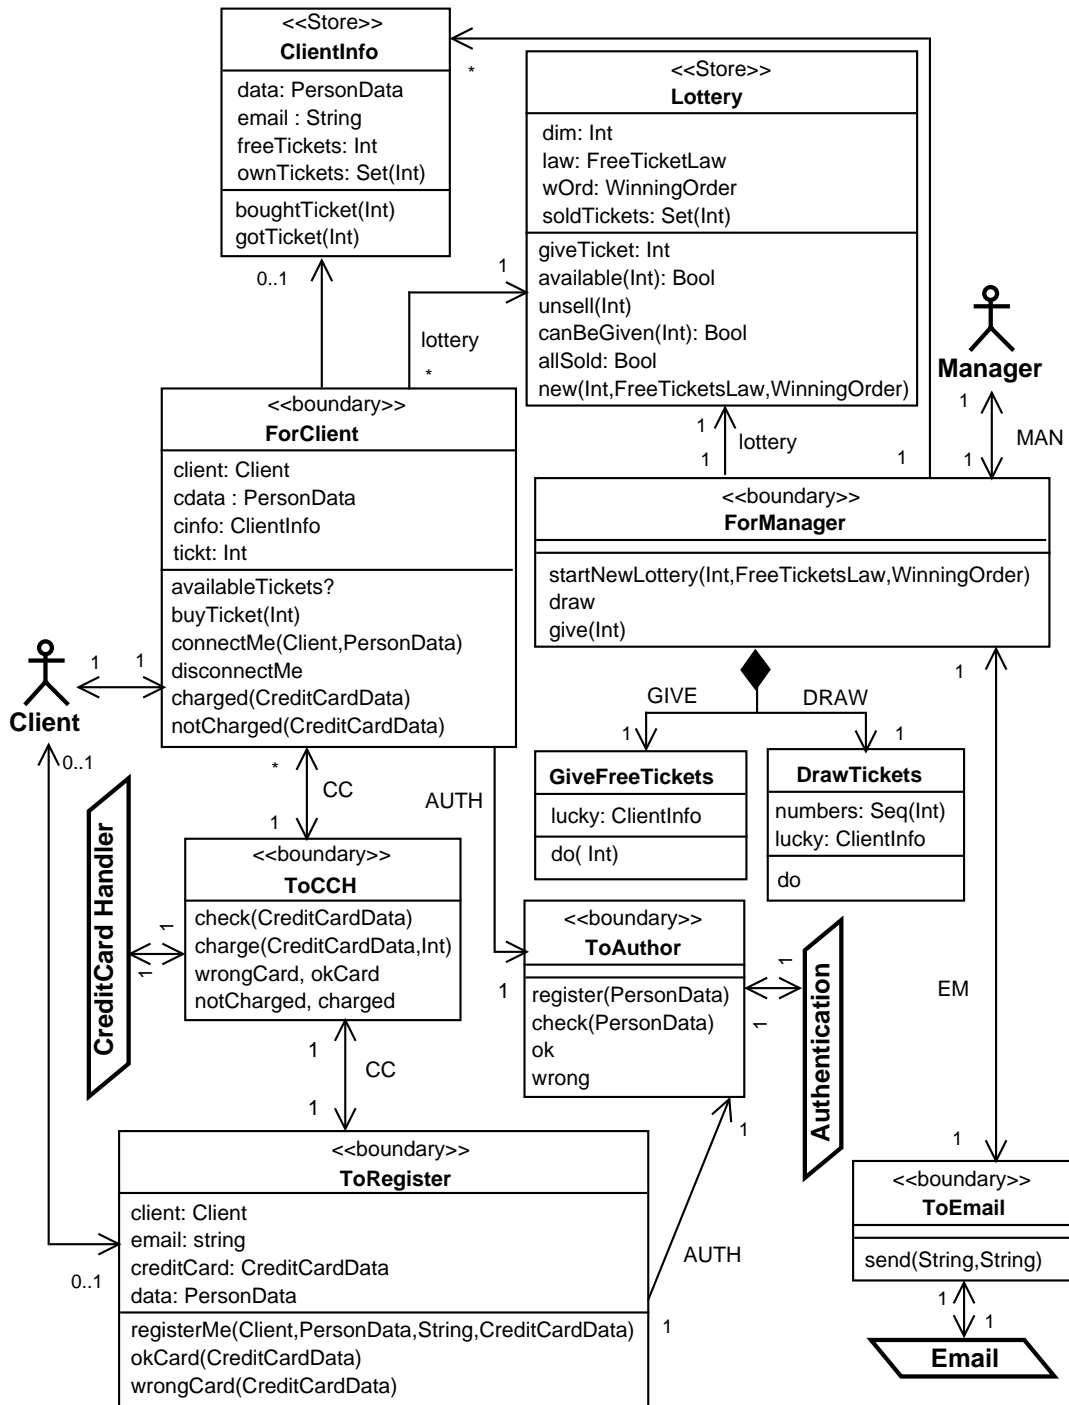 <<Store>>
ClientInfo
data: PersonData
email : String
freeTickets: Int
ownTickets: Set(Int)
boughtTicket(Int)
gotTicket(Int)
*
<<Store>>
Lottery
dim: Int
law: FreeTicketLaw
wOrd: WinningOrder
soldTickets: Set(Int)
giveTicket: Int
available(Int): Bool
unsell(Int)
canBeGiven(Int): Bool
allSold: Bool
new(Int,FreeTicketsLaw,WinningOrder)
0..1
1
lottery
*
Manager
1
MAN
1
1
lottery
1
1
<<boundary>>
ForClient
client: Client
cdata : PersonData
cinfo: ClientInfo
tickt: Int
availableTickets?
buyTicket(Int)
connectMe(Client,PersonData)
disconnectMe
charged(CreditCardData)
notCharged(CreditCardData)
<<boundary>>
ForManager
startNewLottery(Int,FreeTicketsLaw,WinningOrder)
draw
give(Int)
1
1
Client
0..1
GIVE
DRAW
1
1
1
GiveFreeTickets
lucky: ClientInfo
do( Int)
DrawTickets
numbers: Seq(Int)
lucky: ClientInfo
do
*
CC
1
AUTH
CreditCard Handler
1
1
<<boundary>>
ToCCH
check(CreditCardData)
charge(CreditCardData,Int)
wrongCard, okCard
notCharged, charged
1
<<boundary>>
ToAuthor
register(PersonData)
check(PersonData)
ok
wrong
1
1
Authentication
EM
1
CC
1
1
1
<<boundary>>
ToRegister
client: Client
email: string
creditCard: CreditCardData
data: PersonData
registerMe(Client,PersonData,String,CreditCardData)
okCard(CreditCardData)
wrongCard(CreditCardData)
0..1
AUTH
1
<<boundary>>
ToEmail
send(String,String)
1
1
Email